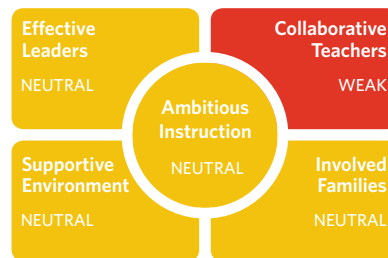 Effective
Leaders
NEUTRAL
Collaborative
Teachers
WEAK
Ambitious
Instruction
NEUTRAL
Supportive
Environment
NEUTRAL
Involved
Families
NEUTRAL